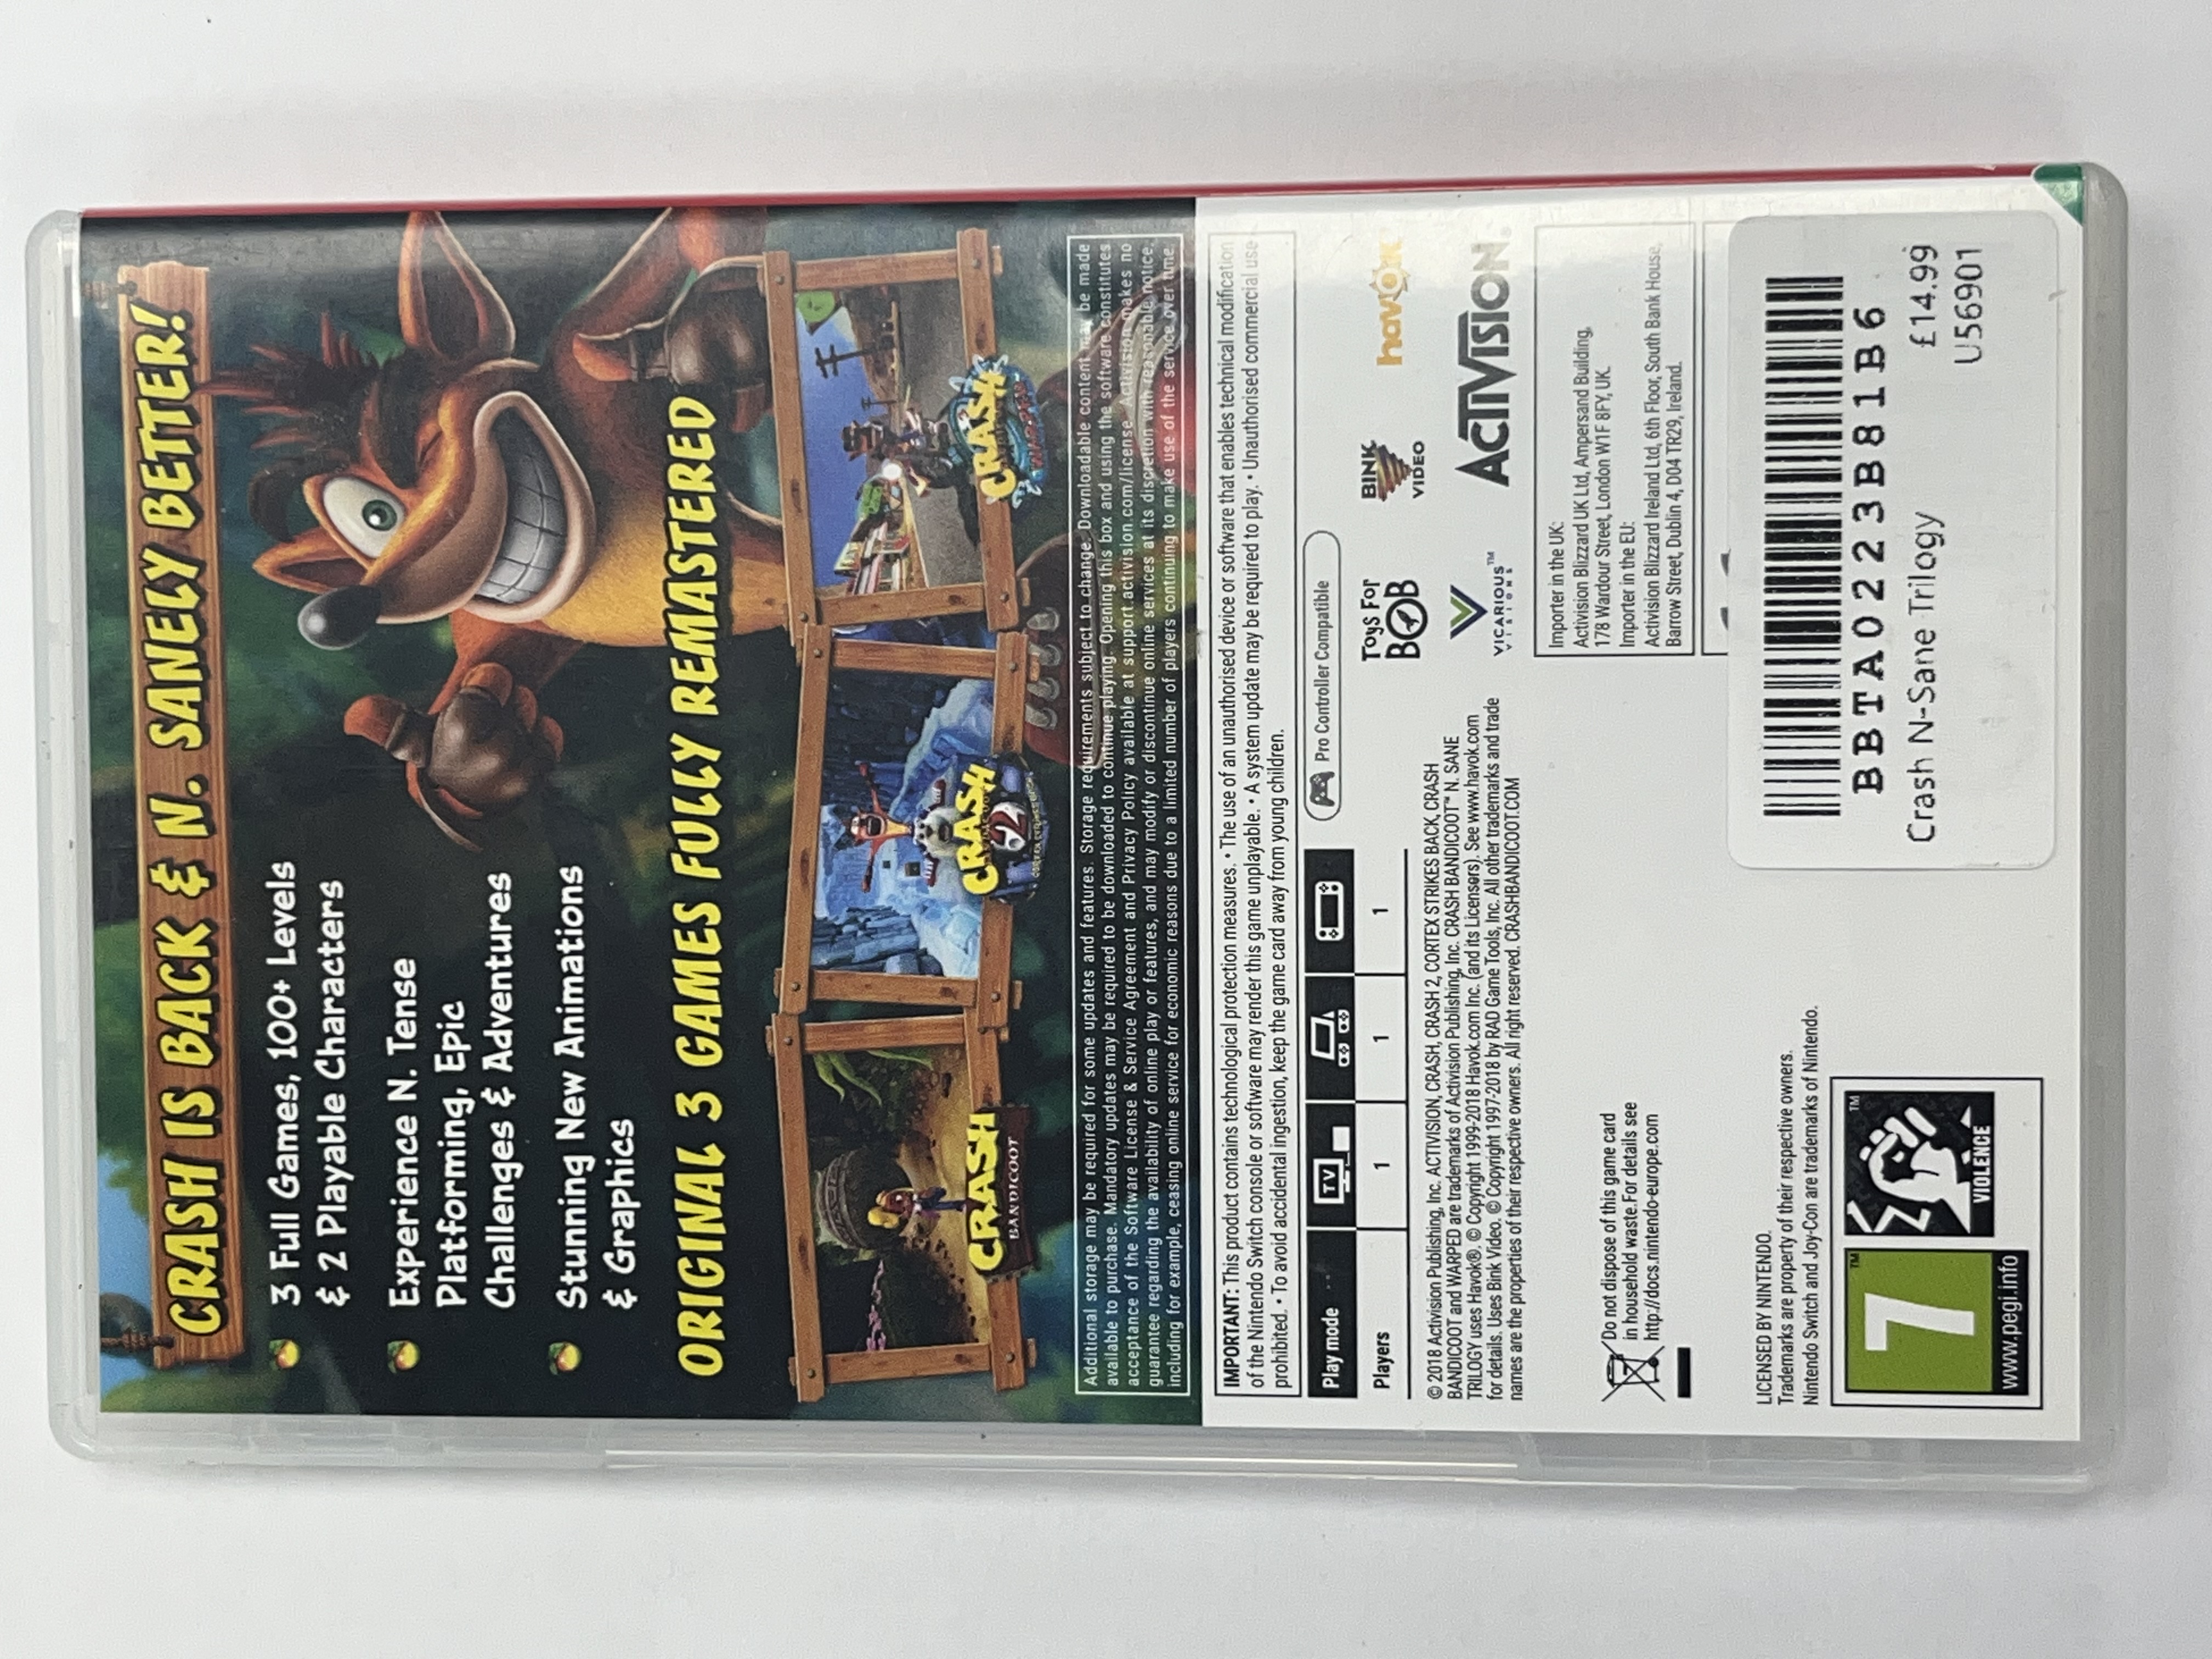 CRASH IS BACK & N. SANELY BETTER!
3 Full Games, 100+ Levels
& 2 Playable Characters
Experience N. Tense
Platforming, Epic
Challenges & Adventures
Stunning New Animations
& Graphics
ORIGINAL 3 GAMES FULLY REMASTERED
CRASH
BANDICOOT
CRASH
2
CRASH
WARPED
Additional storage may be required for some updates and features. Storage requirements subject to change. Downloadable content may be made
available to purchase. Mandatory updates may be required to be downloaded to continue playing. Opening this box and using the software constitutes
acceptance of the Software License & Service Agreement and Privacy Policy available at support.activision.com/license. Activision makes no
guarantee regarding the availability of online play or features, and may modify or discontinue online services at its discretion with reasonable notice,
including for example, ceasing online service for economic reasons due to a limited number of players continuing to make use of the service over time.
IMPORTANT: This product contains technological protection measures. • The use of an unauthorised device or software that enables technical modification
of the Nintendo Switch console or software may render this game unplayable. • A system update may be required to play. • Unauthorised commercial use
prohibited. • To avoid accidental ingestion, keep the game card away from young children.
Play mode TV
Players 1 1 1
Pro Controller Compatible
TOYS FOR
BOB
BINK
VIDEO
havok
VICARIOUS™
VISIONS
ACTIVISION®
© 2018 Activision Publishing, Inc. ACTIVISION, CRASH, CRASH 2, CORTEX STRIKES BACK, CRASH
BANDICOOT and WARPED are trademarks of Activision Publishing, Inc. CRASH BANDICOOT™ N. SANE
TRILOGY uses Havok®. © Copyright 1999-2018 Havok.com Inc. (and its Licensors). See www.havok.com
for details. Uses Bink Video. © Copyright 1997-2018 by RAD Game Tools, Inc. All other trademarks and trade
names are the properties of their respective owners. All right reserved. CRASHBANDICOOT.COM
Importer in the UK:
Activision Blizzard UK Ltd, Ampersand Building,
178 Wardour Street, London W1F 8FY, UK.
Importer in the EU:
Activision Blizzard Ireland Ltd, 6th Floor, South Bank House,
Barrow Street, Dublin 4, D04 TR29, Ireland.
Do not dispose of this game card
in household waste. For details see
http://docs.nintendo-europe.com
LICENSED BY NINTENDO.
Trademarks are property of their respective owners.
Nintendo Switch and Joy-Con are trademarks of Nintendo.
7™
www.pegi.info
™
VIOLENCE
BBTA0223B81B6
Crash N-Sane Trilogy £14.99
U56901